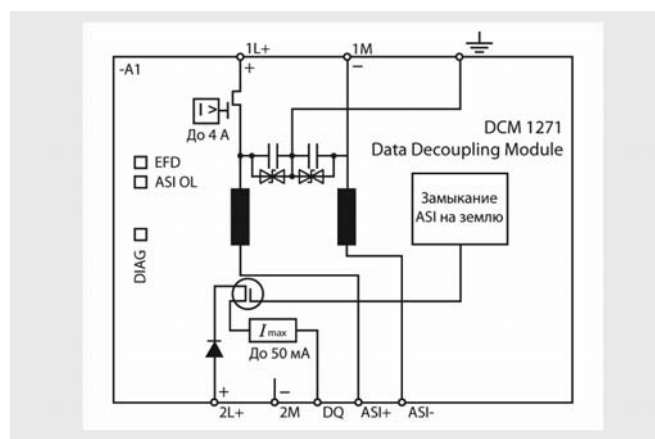 1L+
1M
-A1
+
−
I >
До 4 А
DCM 1271
Data Decoupling Module
EFD
ASI OL
Замыкание
ASI на землю
DIAG
I max
До 50 мА
+
−
2L+
2M
DQ
ASI+
ASI-